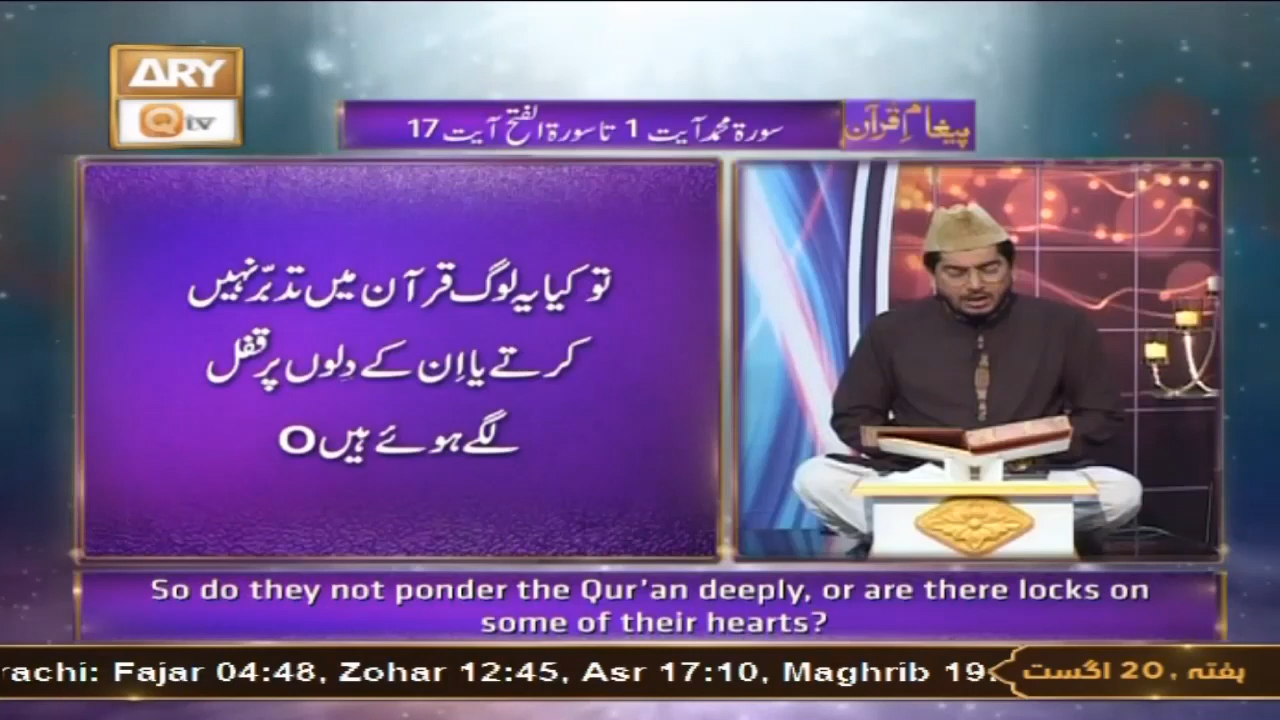 ARY
Qtv
پیغامِ قرآن
سورۃ محمد آیت 1 تا سورۃ الفتح آیت 17
تو کیا یہ لوگ قرآن میں تدبّر نہیں
کرتے یا اِن کے دِلوں پر قفل
لگے ہوئے ہیںO
So do they not ponder the Qur'an deeply, or are there locks on
some of their hearts?
rachi: Fajar 04:48, Zohar 12:45, Asr 17:10, Maghrib 19:
ہفتہ , 20 اگست